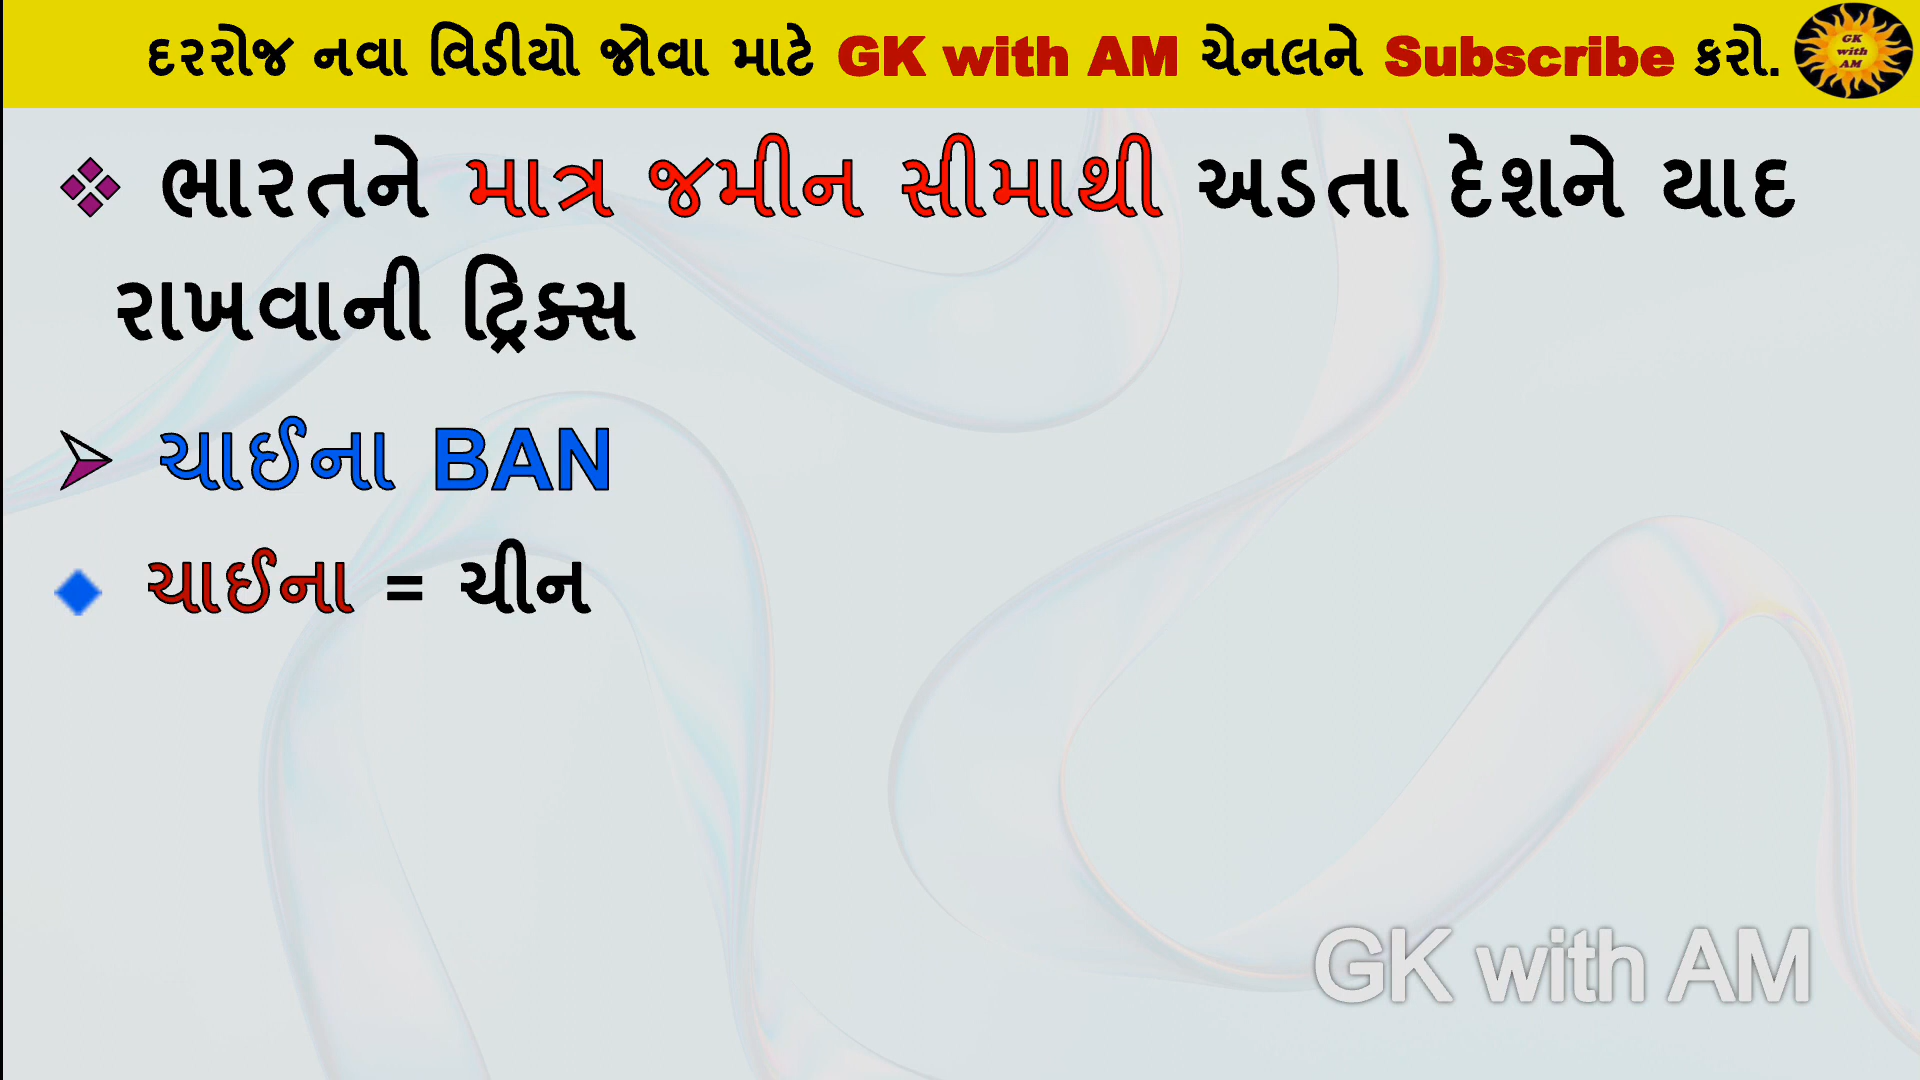 દરરોજ નવા વિડીયો જોવા માટે GK with AM ચેનલને Subscribe કરો.
GK
with
AM
ભારતને માત્ર જમીન સીમાથી અડતા દેશને યાદ
રાખવાની ટ્રિક્સ
ચાઈના BAN
ચાઈના = ચીન
GK with AM